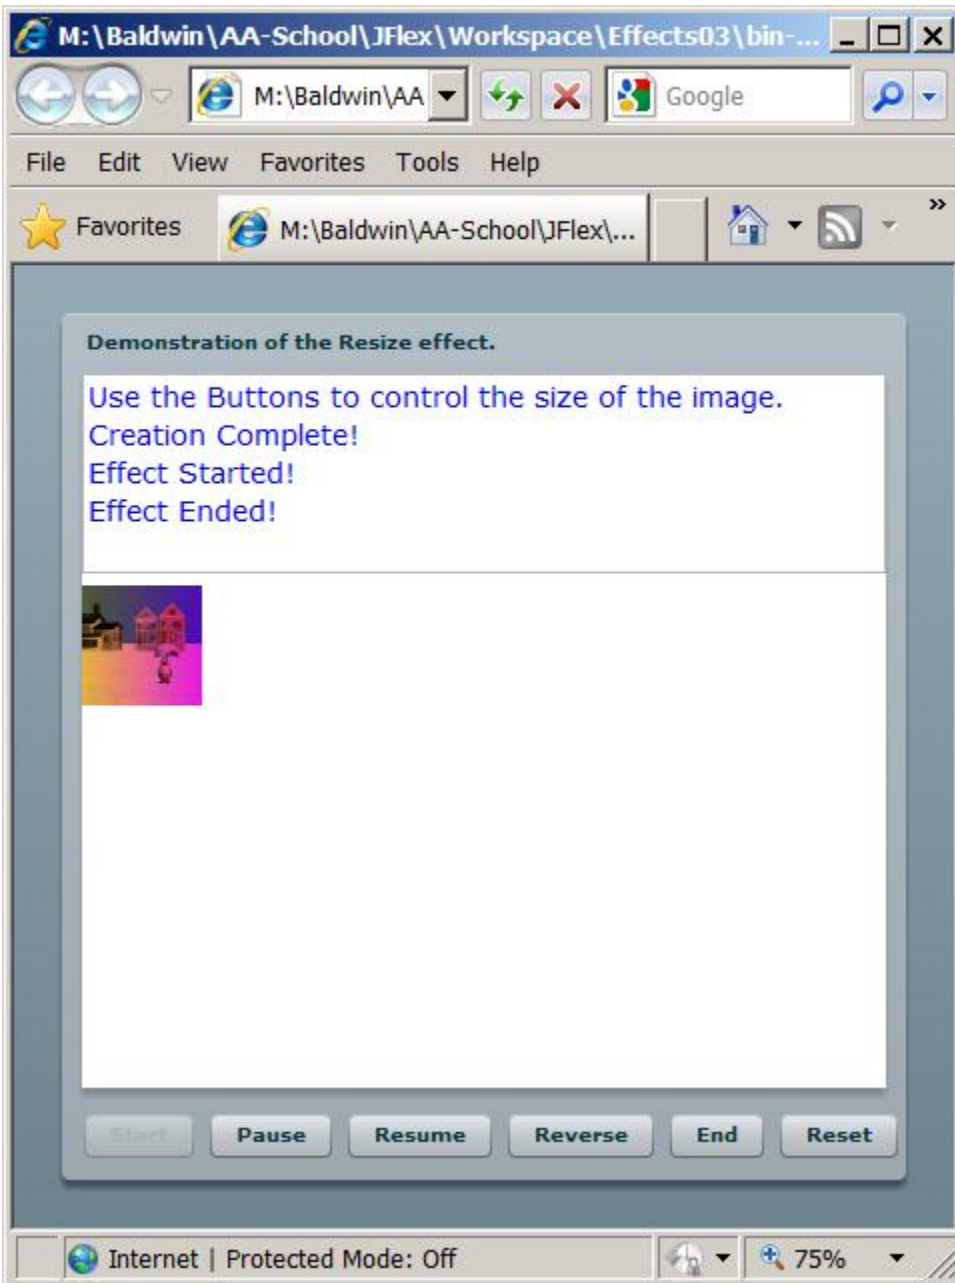 M:\Baldwin\AA-School\JFlex\Workspace\Effects03\bin-...
M:\Baldwin\AA
Google
File Edit View Favorites Tools Help
Favorites
M:\Baldwin\AA-School\JFlex\...
Demonstration of the Resize effect.
Use the Buttons to control the size of the image.
Creation Complete!
Effect Started!
Effect Ended!
Start Pause Resume Reverse End Reset
Internet | Protected Mode: Off
75%